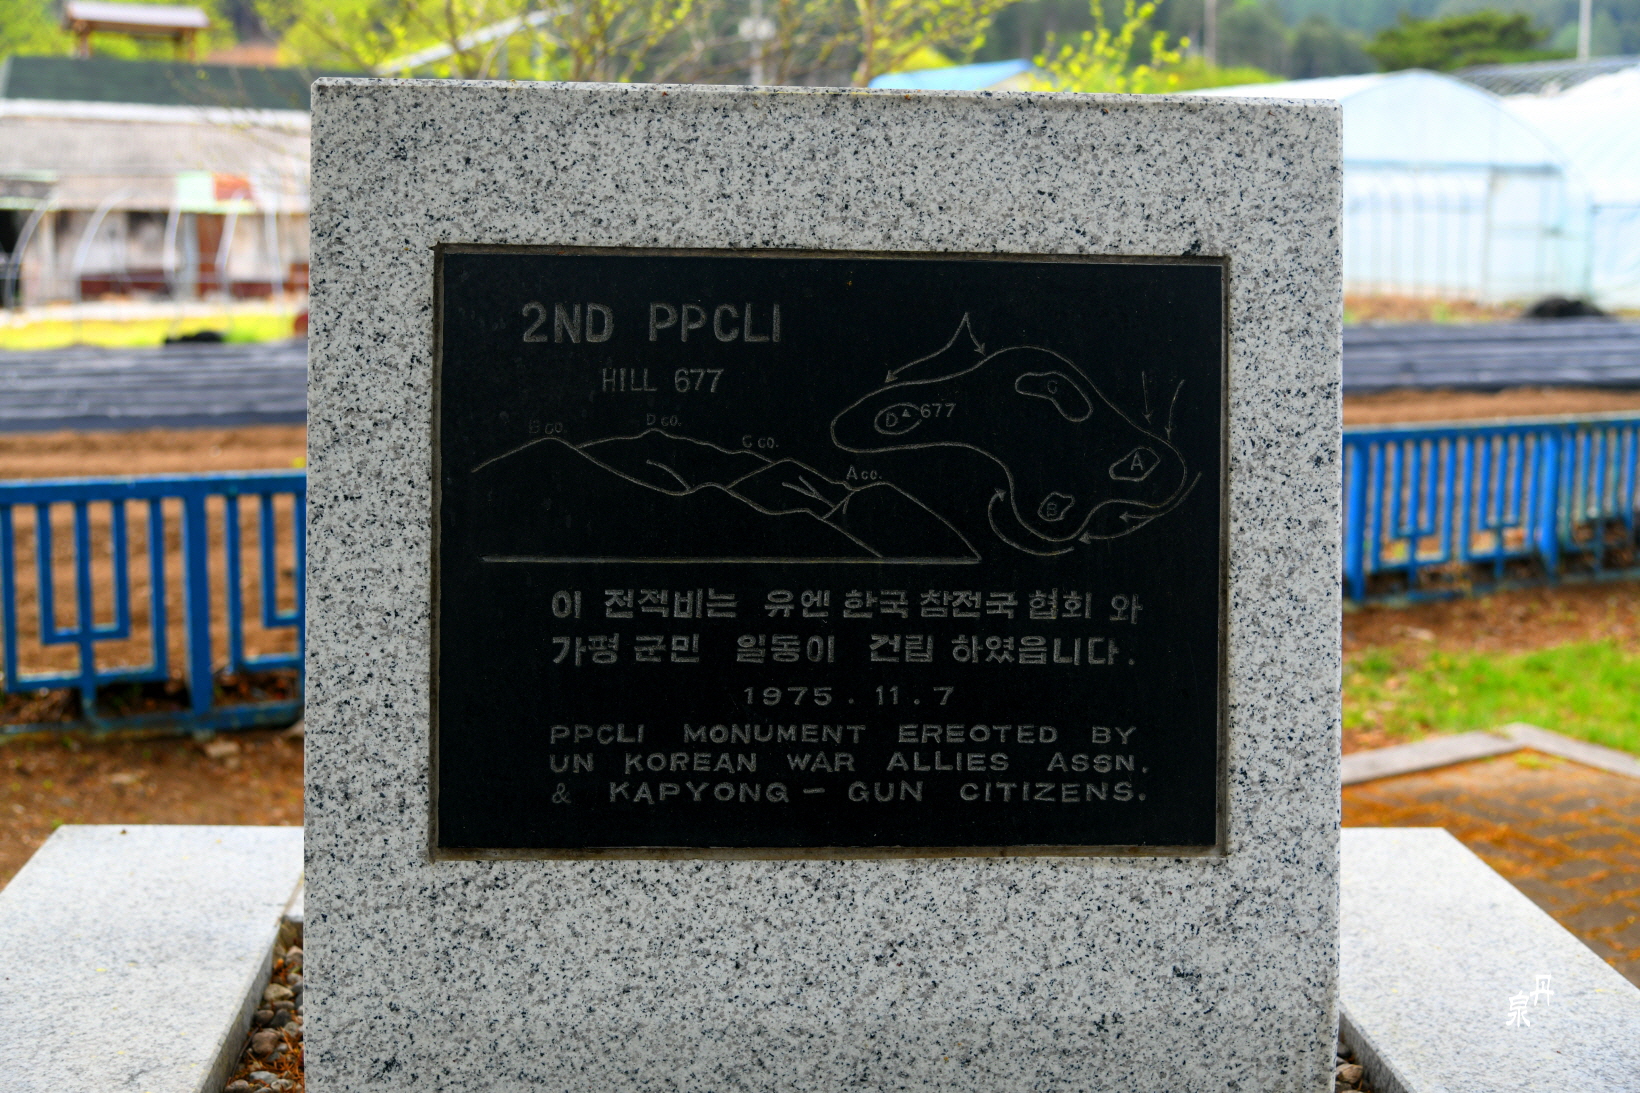 2ND PPCLI
HILL 677
B CO.
D CO.
C CO.
A CO.
C
D 677
A
B
이 전적비는 유엔 한국 참전국 협회 와
가평 군민 일동이 건립 하였읍니다.
1975 . 11 . 7
PPCLI MONUMENT EREOTED BY
UN KOREAN WAR ALLIES ASSN.
& KAPYONG - GUN CITIZENS.
丹
泉